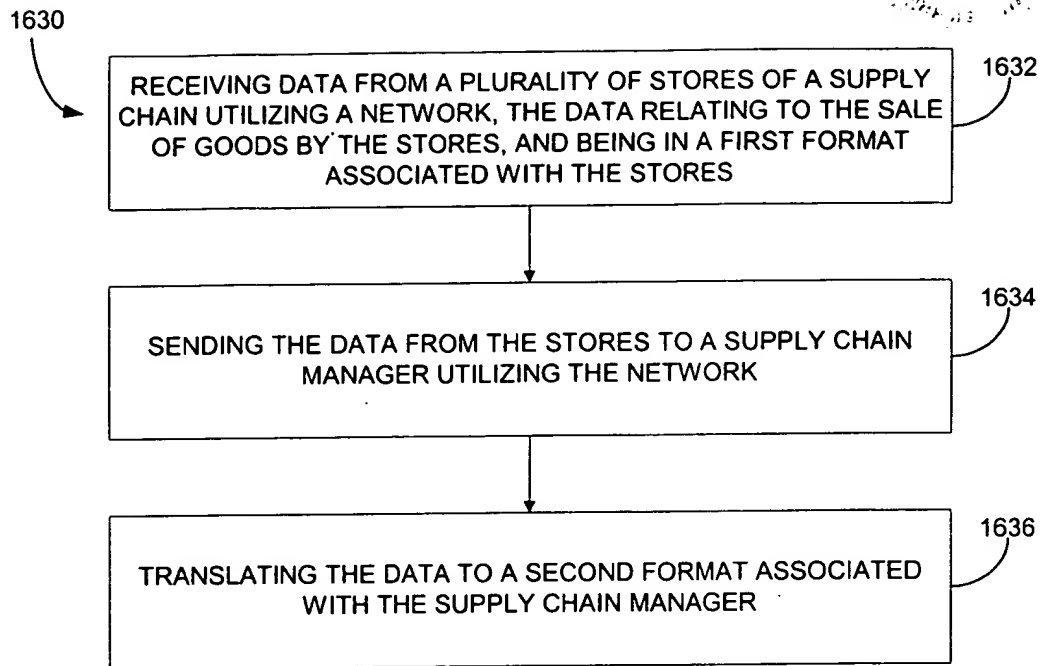 1630
RECEIVING DATA FROM A PLURALITY OF STORES OF A SUPPLY
CHAIN UTILIZING A NETWORK, THE DATA RELATING TO THE SALE
OF GOODS BY THE STORES, AND BEING IN A FIRST FORMAT
ASSOCIATED WITH THE STORES
1632
SENDING THE DATA FROM THE STORES TO A SUPPLY CHAIN
MANAGER UTILIZING THE NETWORK
1634
TRANSLATING THE DATA TO A SECOND FORMAT ASSOCIATED
WITH THE SUPPLY CHAIN MANAGER
1636